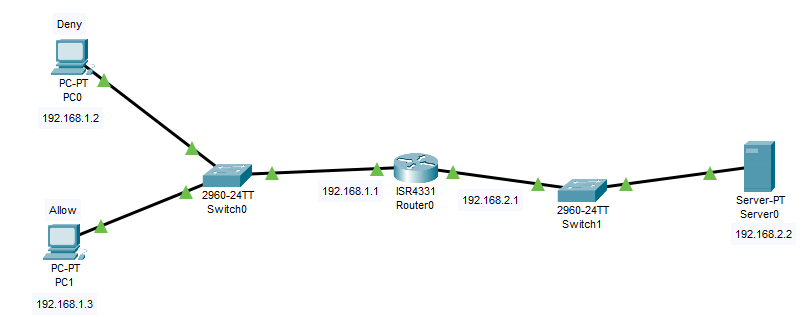 Deny
PC-PT
PC0
192.168.1.2
2960-24TT
Switch0
192.168.1.1
ISR4331
Router0
192.168.2.1
2960-24TT
Switch1
Server-PT
Server0
192.168.2.2
Allow
PC-PT
PC1
192.168.1.3